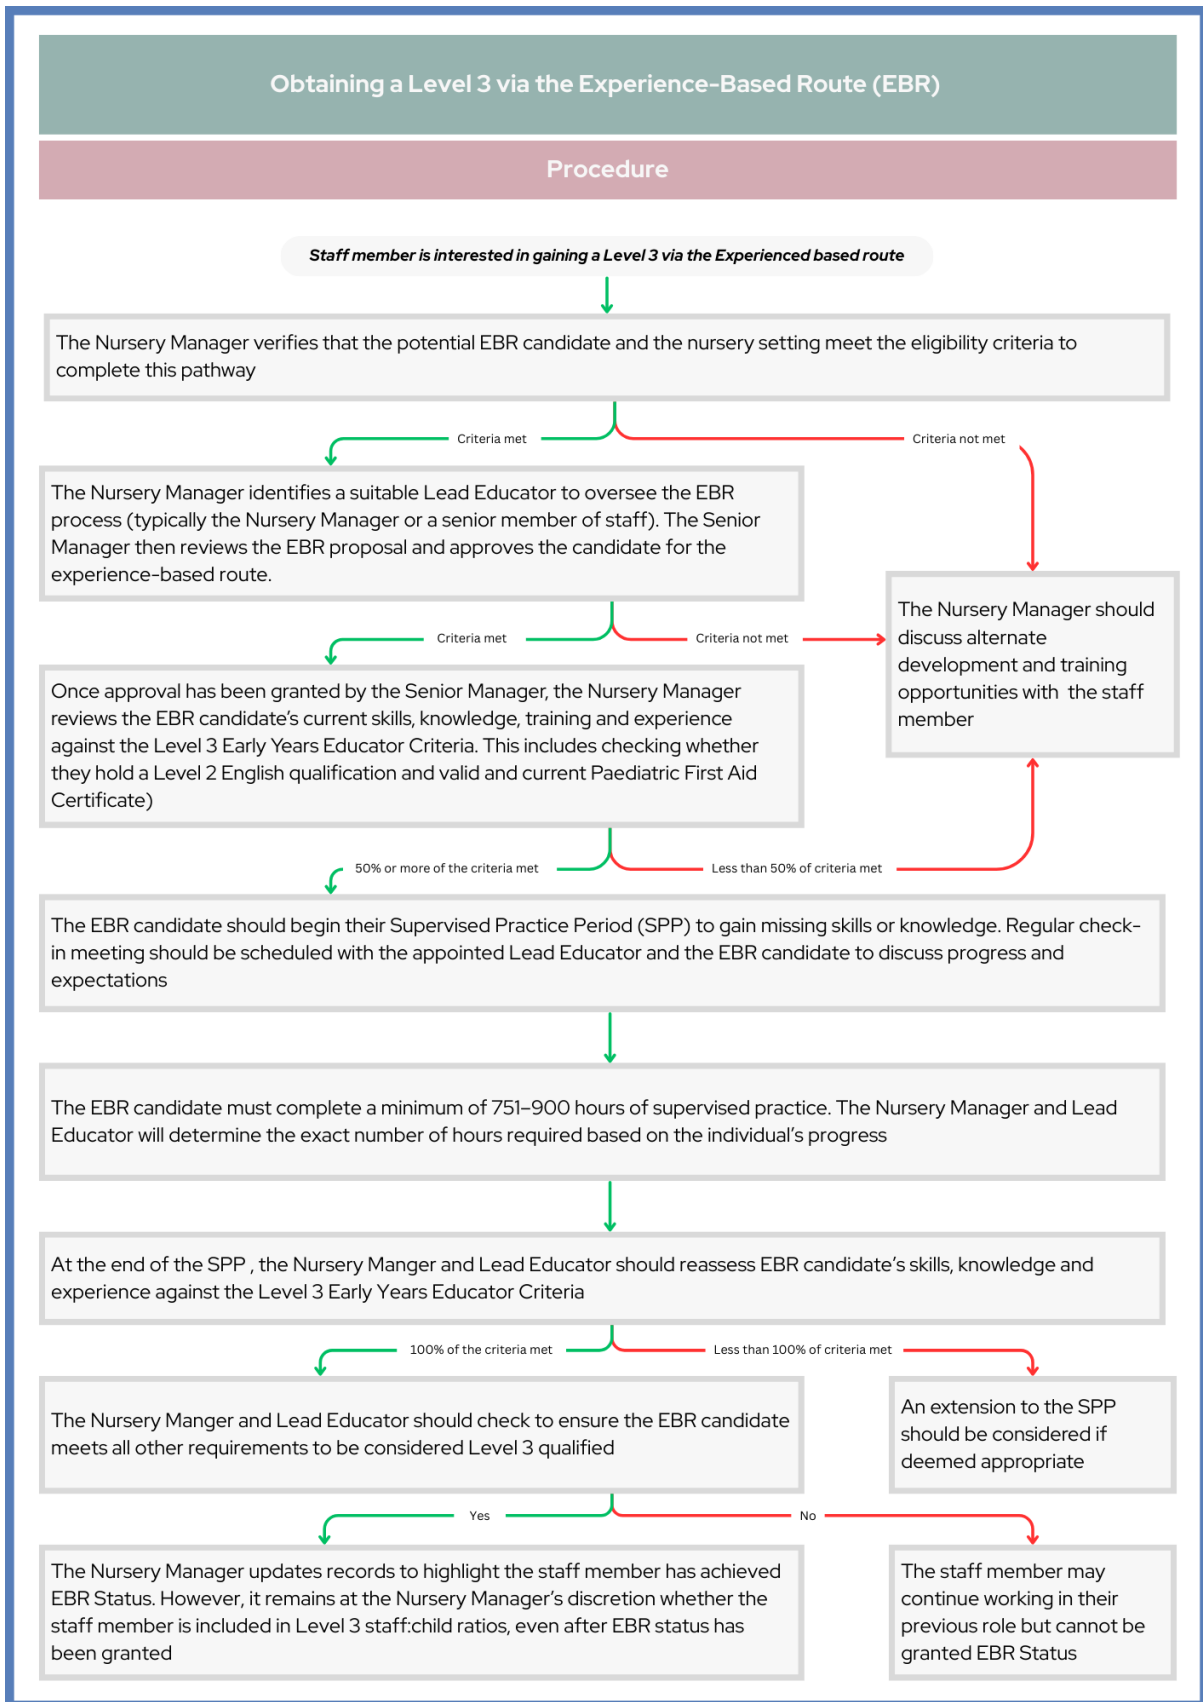 Obtaining a Level 3 via the Experience-Based Route (EBR)
Procedure
Staff member is interested in gaining a Level 3 via the Experienced based route
The Nursery Manager verifies that the potential EBR candidate and the nursery setting meet the eligibility criteria to
complete this pathway
Criteria met
Criteria not met
The Nursery Manager identifies a suitable Lead Educator to oversee the EBR
process (typically the Nursery Manager or a senior member of staff). The Senior
Manager then reviews the EBR proposal and approves the candidate for the
experience-based route.
The Nursery Manager should
discuss alternate
development and training
opportunities with  the staff
member
Criteria met
Criteria not met
Once approval has been granted by the Senior Manager, the Nursery Manager
reviews the EBR candidate's current skills, knowledge, training and experience
against the Level 3 Early Years Educator Criteria. This includes checking whether
they hold a Level 2 English qualification and valid and current Paediatric First Aid
Certificate)
50% or more of the criteria met
Less than 50% of criteria met
The EBR candidate should begin their Supervised Practice Period (SPP) to gain missing skills or knowledge. Regular check-
in meeting should be scheduled with the appointed Lead Educator and the EBR candidate to discuss progress and
expectations
The EBR candidate must complete a minimum of 751–900 hours of supervised practice. The Nursery Manager and Lead
Educator will determine the exact number of hours required based on the individual's progress
At the end of the SPP , the Nursery Manger and Lead Educator should reassess EBR candidate's skills, knowledge and
experience against the Level 3 Early Years Educator Criteria
100% of the criteria met
Less than 100% of criteria met
The Nursery Manger and Lead Educator should check to ensure the EBR candidate
meets all other requirements to be considered Level 3 qualified
An extension to the SPP
should be considered if
deemed appropriate
Yes
No
The Nursery Manager updates records to highlight the staff member has achieved
EBR Status. However, it remains at the Nursery Manager's discretion whether the
staff member is included in Level 3 staff:child ratios, even after EBR status has
been granted
The staff member may
continue working in their
previous role but cannot be
granted EBR Status